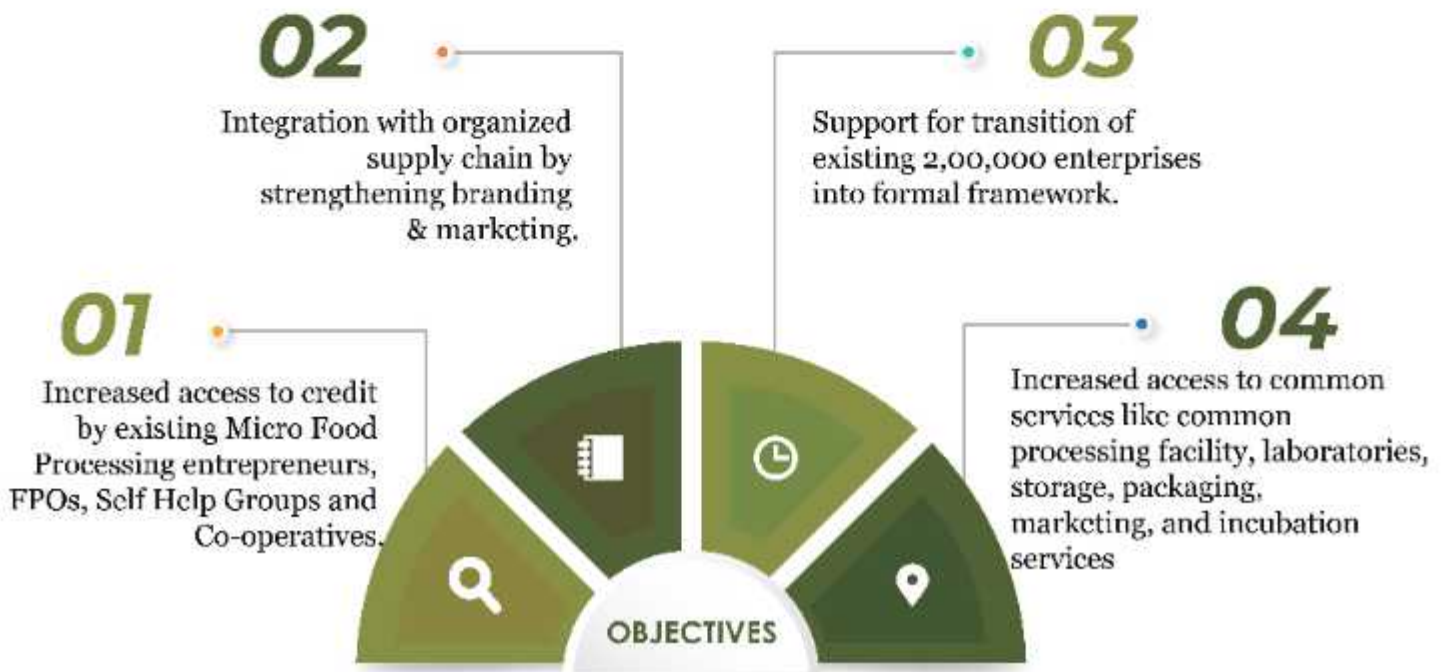 02
Integration with organized
supply chain by
strengthening branding
& marketing.
03
Support for transition of
existing 2,00,000 enterprises
into formal framework.
01
Increased access to credit
by existing Micro Food
Processing entrepreneurs,
FPOs, Self Help Groups and
Co-operatives.
04
Increased access to common
services like common
processing facility, laboratories,
storage, packaging,
marketing, and incubation
services
OBJECTIVES